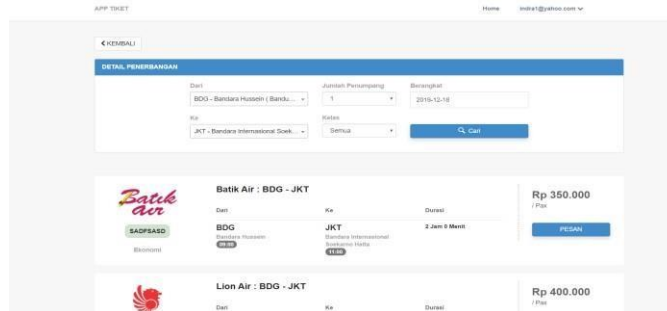 APP TIKET
Home indra1@yahoo.com
KEMBALI
DETAIL PENERBANGAN
Dari Jumlah Penumpang Berangkat
BDG - Bandara Hussein ( Bandu... 1 2016-12-16
Ke Kelas
JKT - Bandara Internasional Soek... Semua Cari
Batik Air : BDG - JKT
Rp 350.000
/ Pax
Batik
air
Dari Ke Durasi
SADFSASD
BDG JKT 2 Jam 0 Menit
PESAN
Bandara Hussein Bandara Internasional
Soekarno Hatta
09:00
11:00
Ekonomi
Lion Air : BDG - JKT
Rp 400.000
/ Pax
Dari Ke Durasi